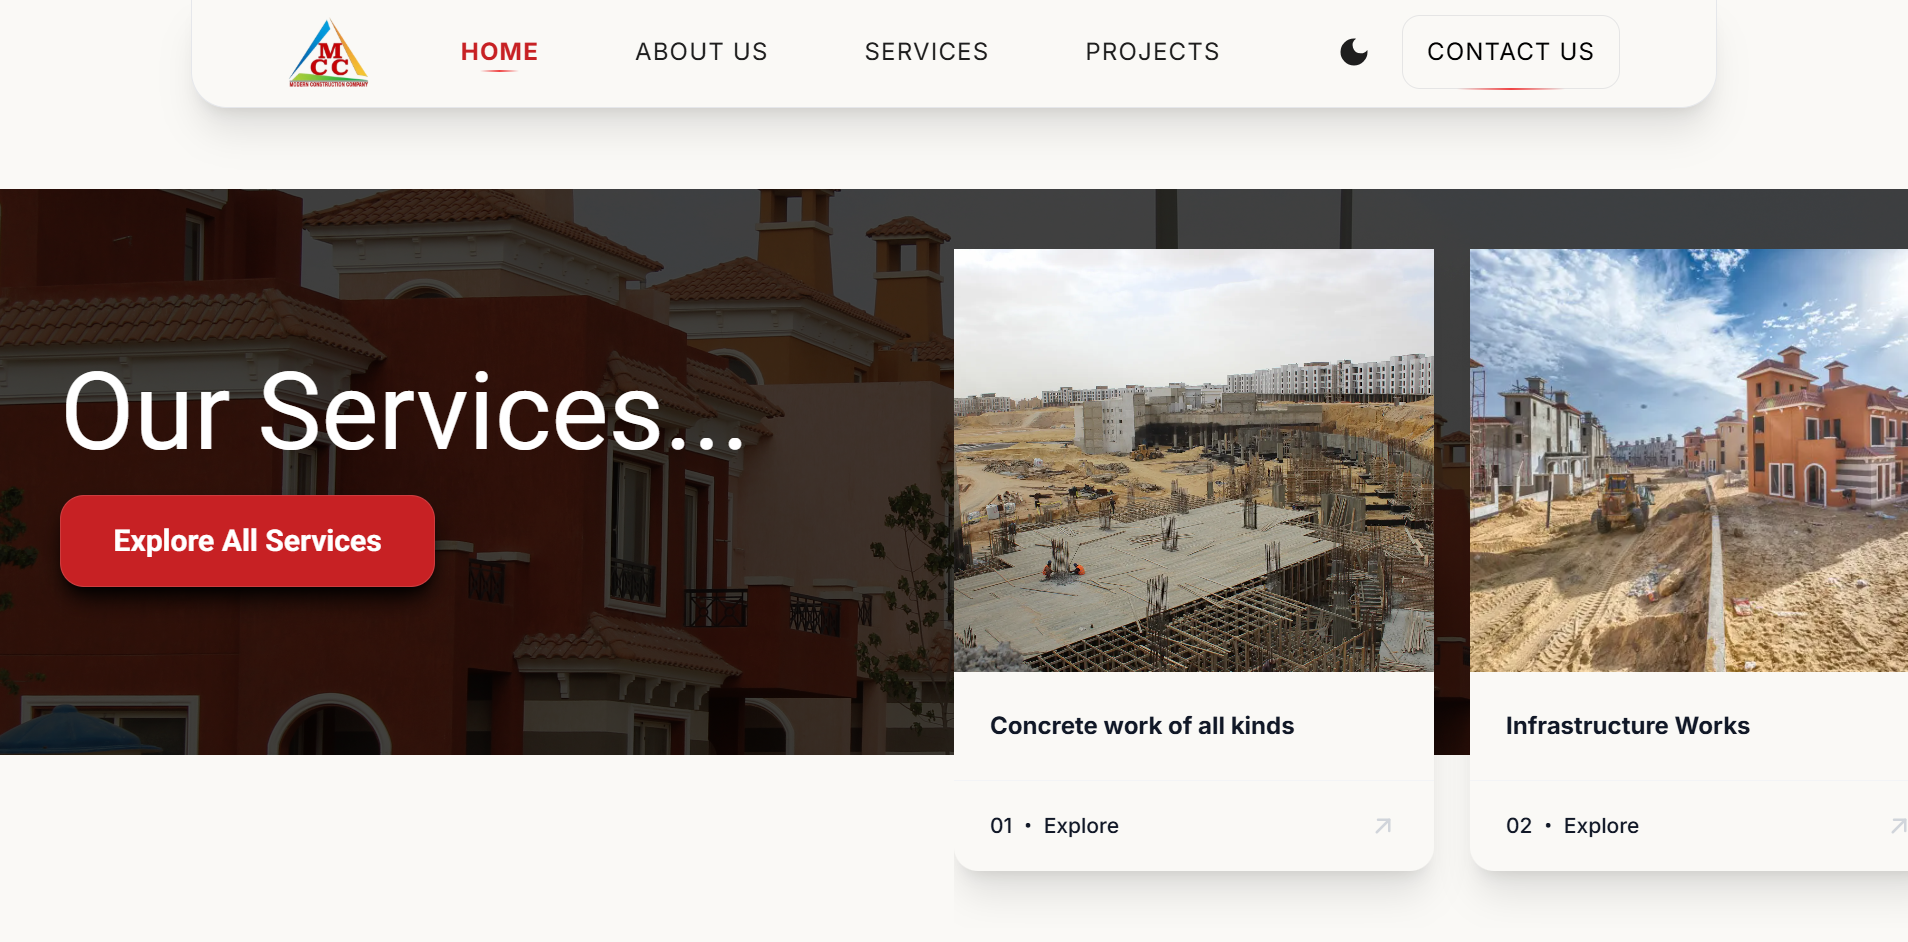 M
CC
MODERN CONSTRUCTION COMPANY
HOME
ABOUT US
SERVICES
PROJECTS
CONTACT US
Our Services...
Explore All Services
Concrete work of all kinds
Infrastructure Works
01 • Explore
02 • Explore